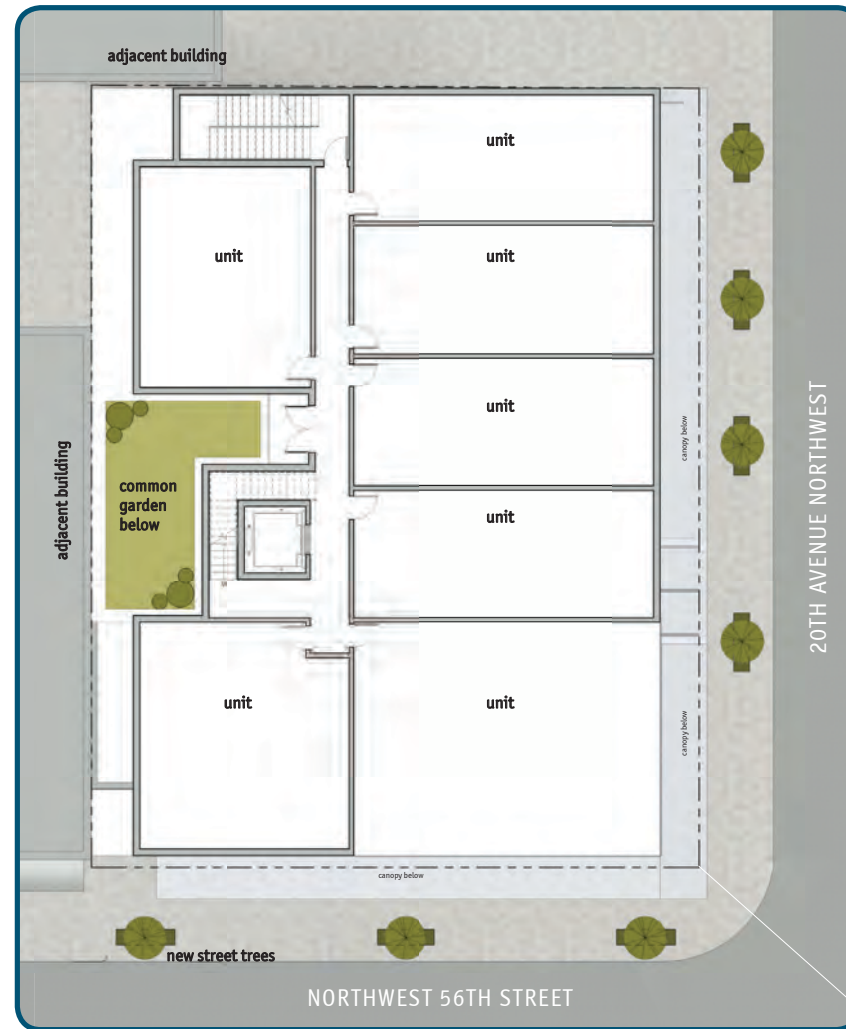 adjacent building
unit
unit
unit
unit
unit
canopy below
20TH AVENUE NORTHWEST
adjacent building
common
garden
below
unit
unit
unit
canopy below
canopy below
new street trees
NORTHWEST 56TH STREET